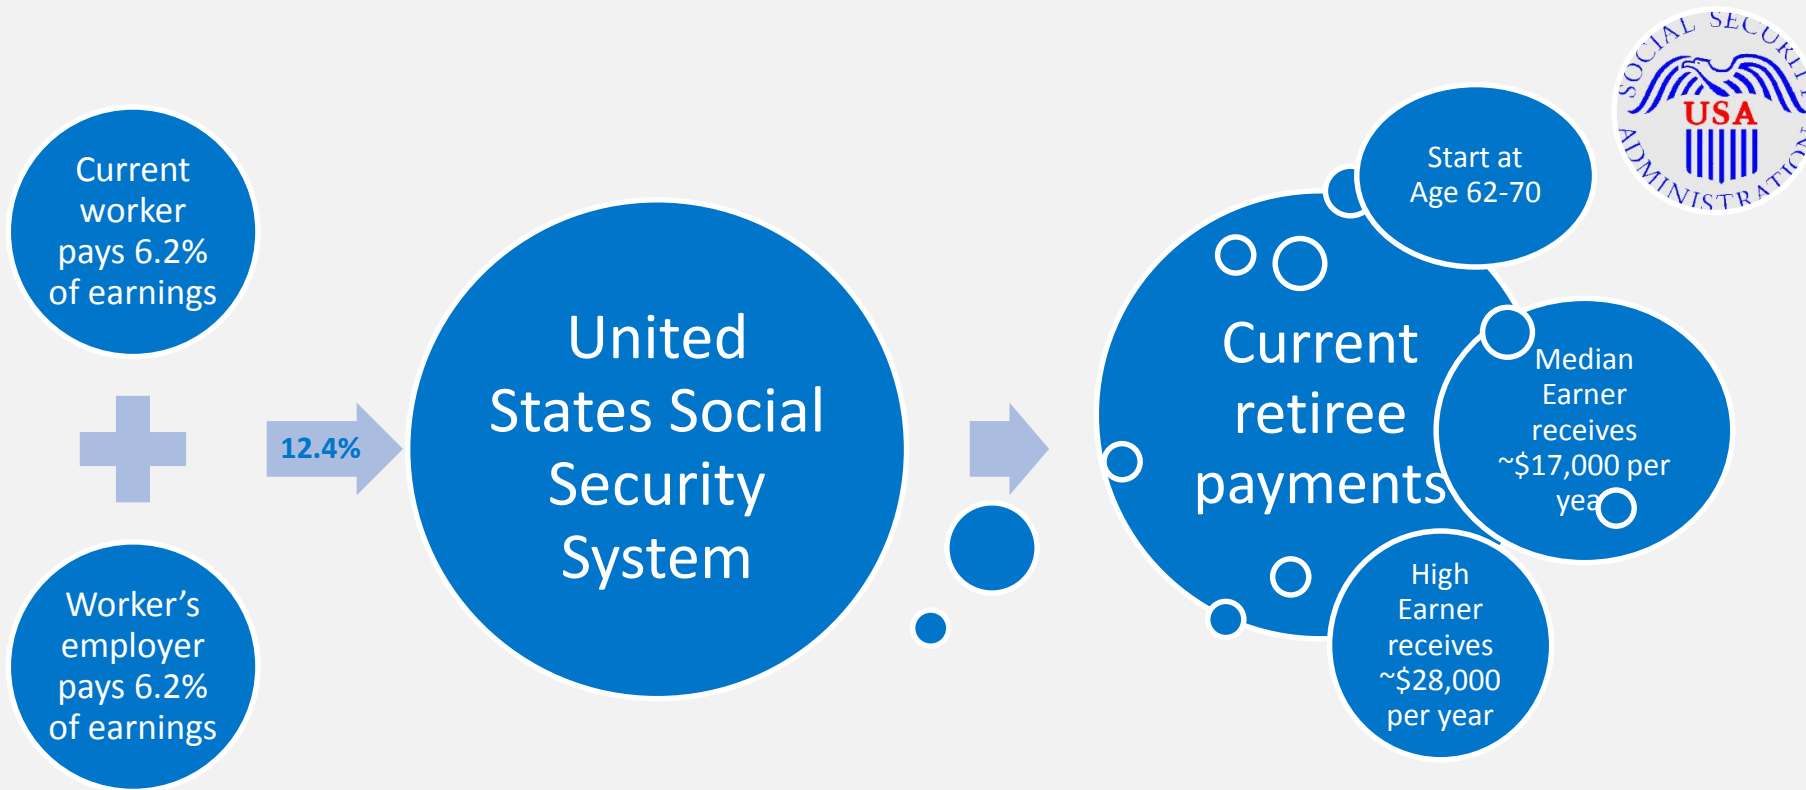 Current
worker
pays 6.2%
of earnings
Worker’s
employer
pays 6.2%
of earnings
12.4%
United
States Social
Security
System
Current
retiree
payments
Start at
Age 62-70
Median
Earner
receives
~$17,000 per
year
High
Earner
receives
~$28,000
per year
SOCIAL SECURITY
ADMINISTRATION
USA